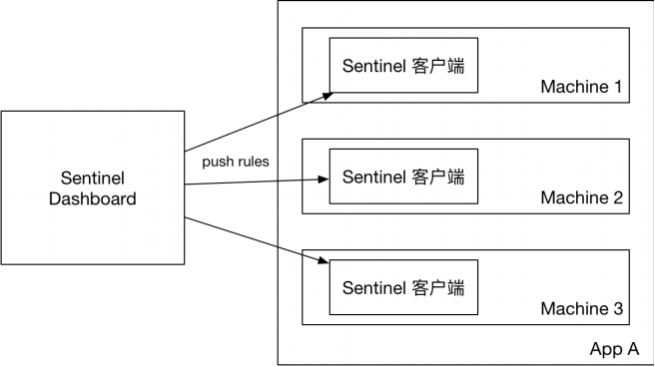 Sentinel 客户端
Machine 1
push rules
Sentinel
Dashboard
Sentinel 客户端
Machine 2
Sentinel 客户端
Machine 3
App A